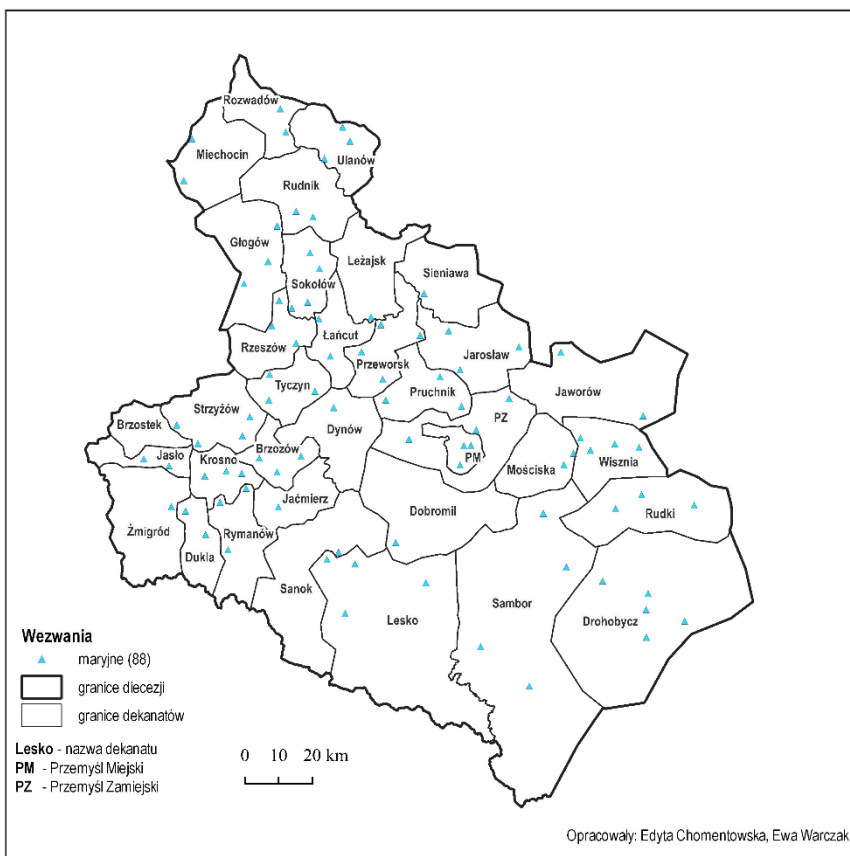 Rozwadów
Miechocin
Ulanów
Rudnik
Głogów
Leżajsk
Sieniawa
Sokołów
Łańcut
Rzeszów
Jarosław
Przeworsk
Jaworów
Tyczyn
Pruchnik
Strzyżów
PZ
Brzostek
Dynów
Brzozów
Jasło
Krosno
PM
Mościska
Wisznia
Jaćmierz
Dobromil
Rudki
Żmigród
Rymanów
Dukla
Sanok
Sambor
Lesko
Drohobycz
Wezwania
maryjne (88)
granice diecezji
granice dekanatów
Lesko - nazwa dekanatu
PM - Przemyśl Miejski
PZ - Przemyśl Zamiejski
0 10 20 km
Opracowały: Edyta Chomentowska, Ewa Warczak